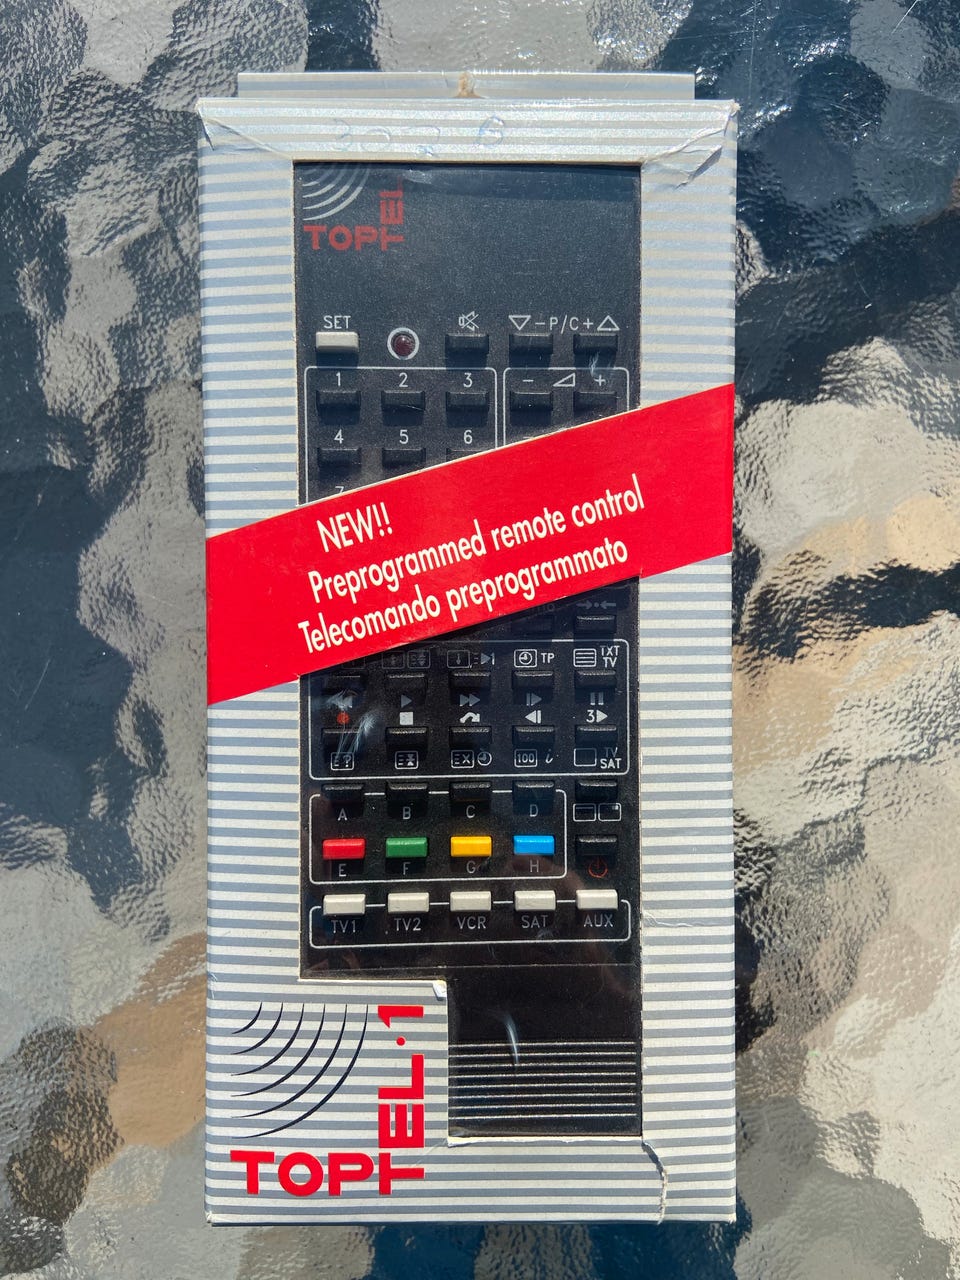 TOPTEL
SET
- P/C +
1 2 3
- +
4 5 6
7
NEW!!
Preprogrammed remote control
Telecomando preprogrammato
TP TXT
TV
3
100 i TV
SAT
A B C D
E F G H
TV1 TV2 VCR SAT AUX
TOPTEL·1